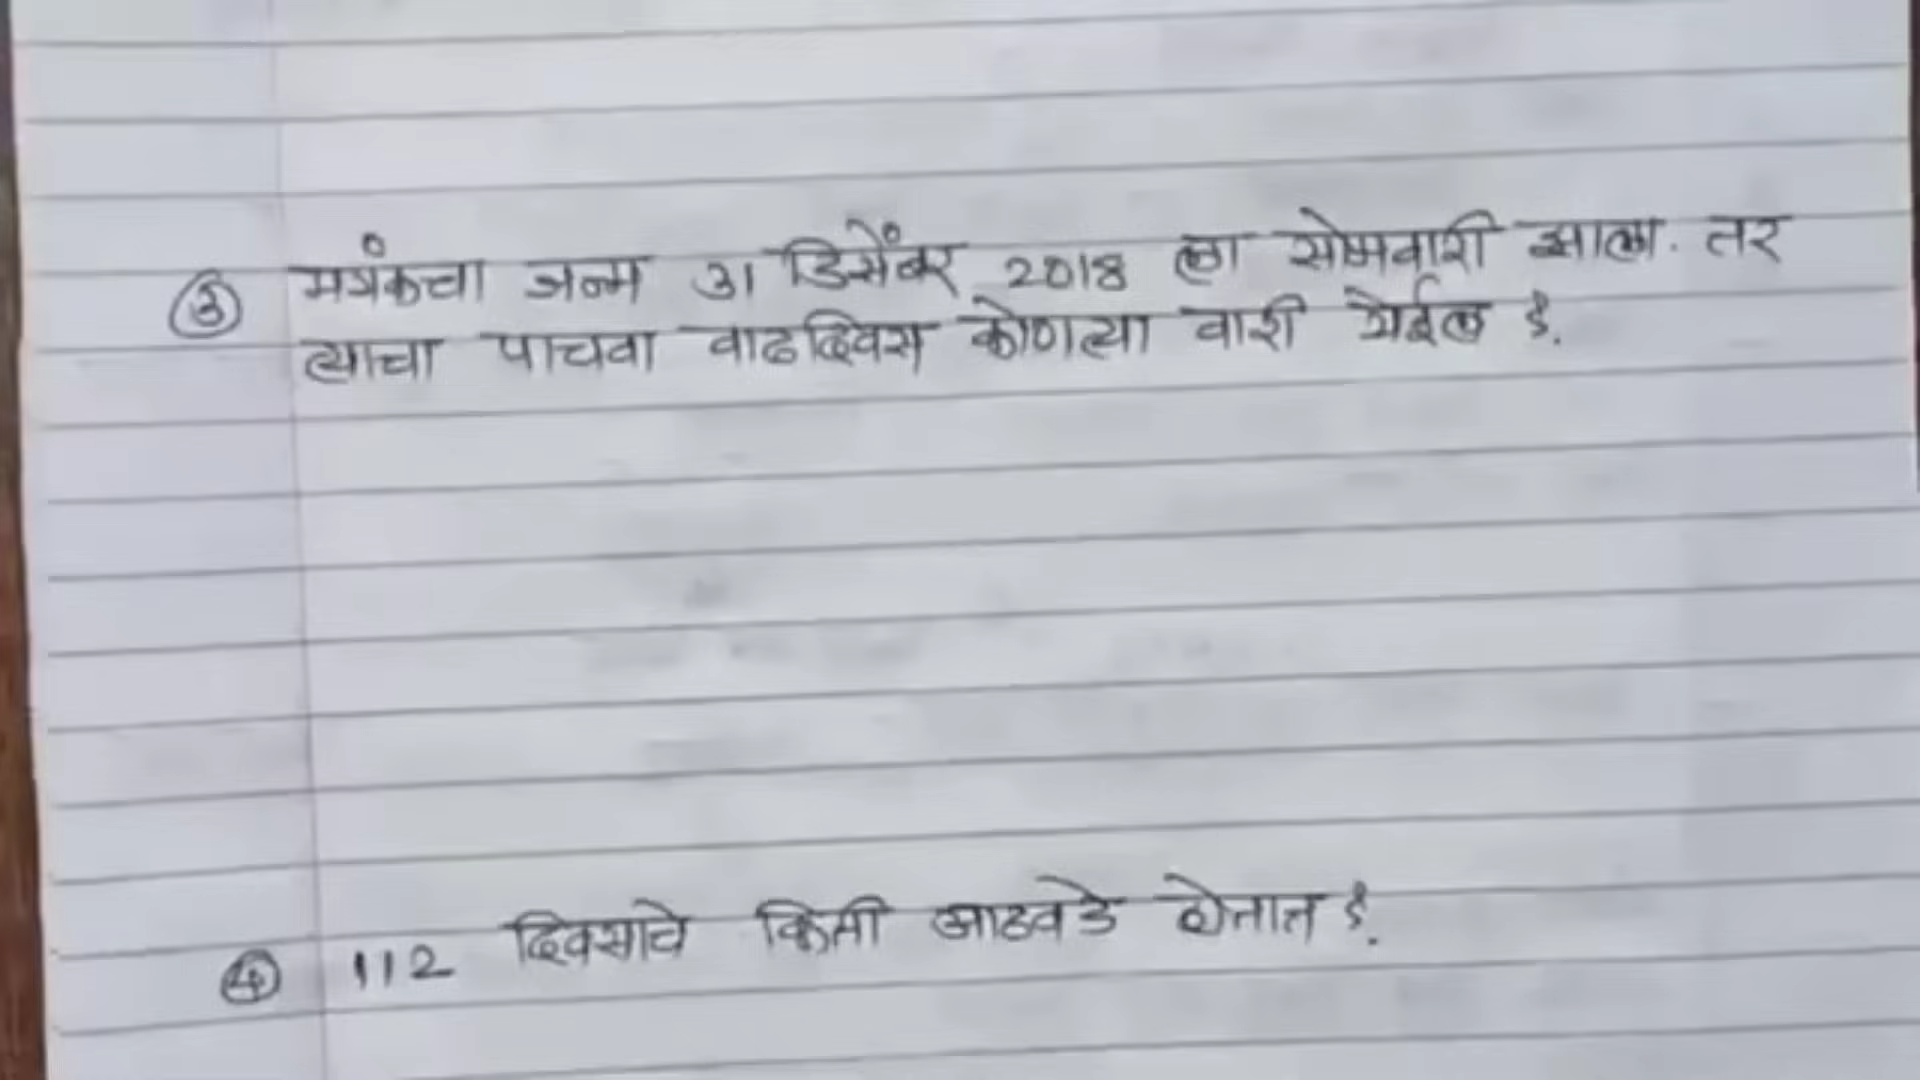 ③ मयंकचा जन्म 31 डिसेंबर 2018 ला सोमवारी झाला. तर
त्याचा पाचवा वाढदिवस कोणत्या वारी येईल ?.
④ 112 दिवसाचे किती आठवडे होतात ?.